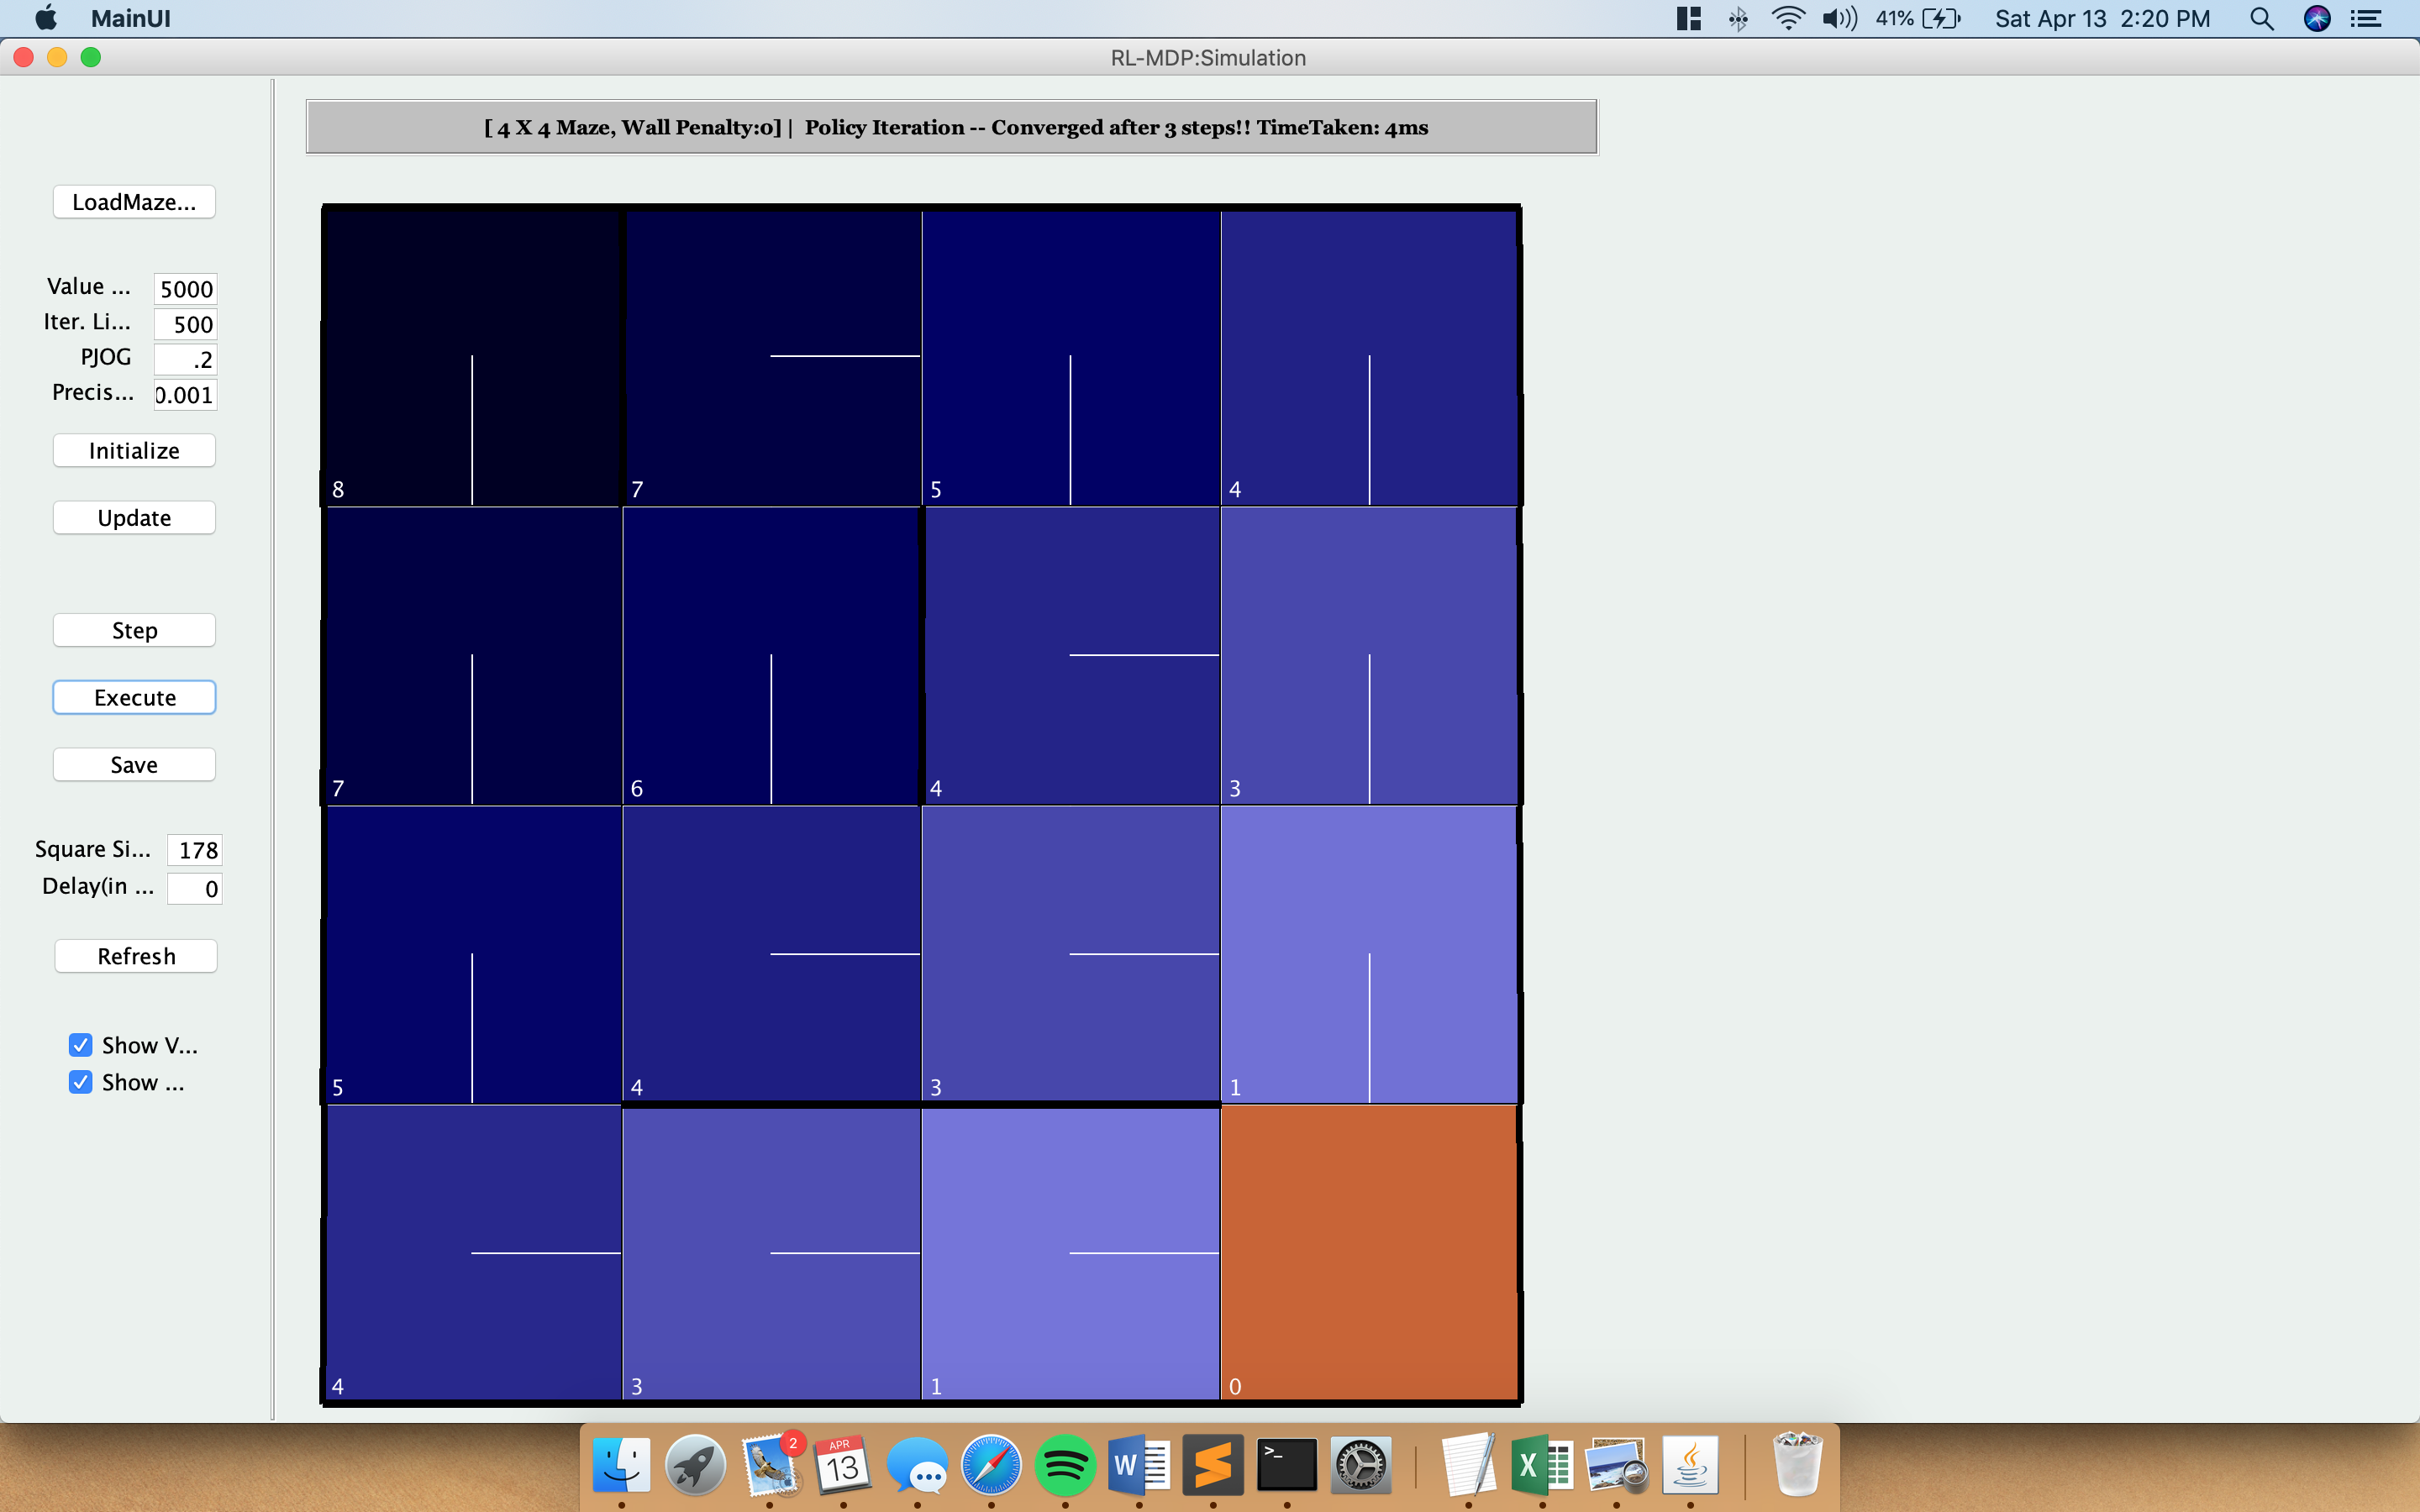 MainUI
41%
Sat Apr 13 2:20 PM
RL-MDP:Simulation
[ 4 X 4 Maze, Wall Penalty:0] | Policy Iteration -- Converged after 3 steps!! TimeTaken: 4ms
LoadMaze...
Value ... 5000
Iter. Li... 500
PJOG .2
Precis... 0.001
Initialize
Update
Step
Execute
Save
Square Si... 178
Delay(in ... 0
Refresh
Show V...
Show ...
8 7 5 4
7 6 4 3
5 4 3 1
4 3 1 0
2
APR
13
W
>_
X